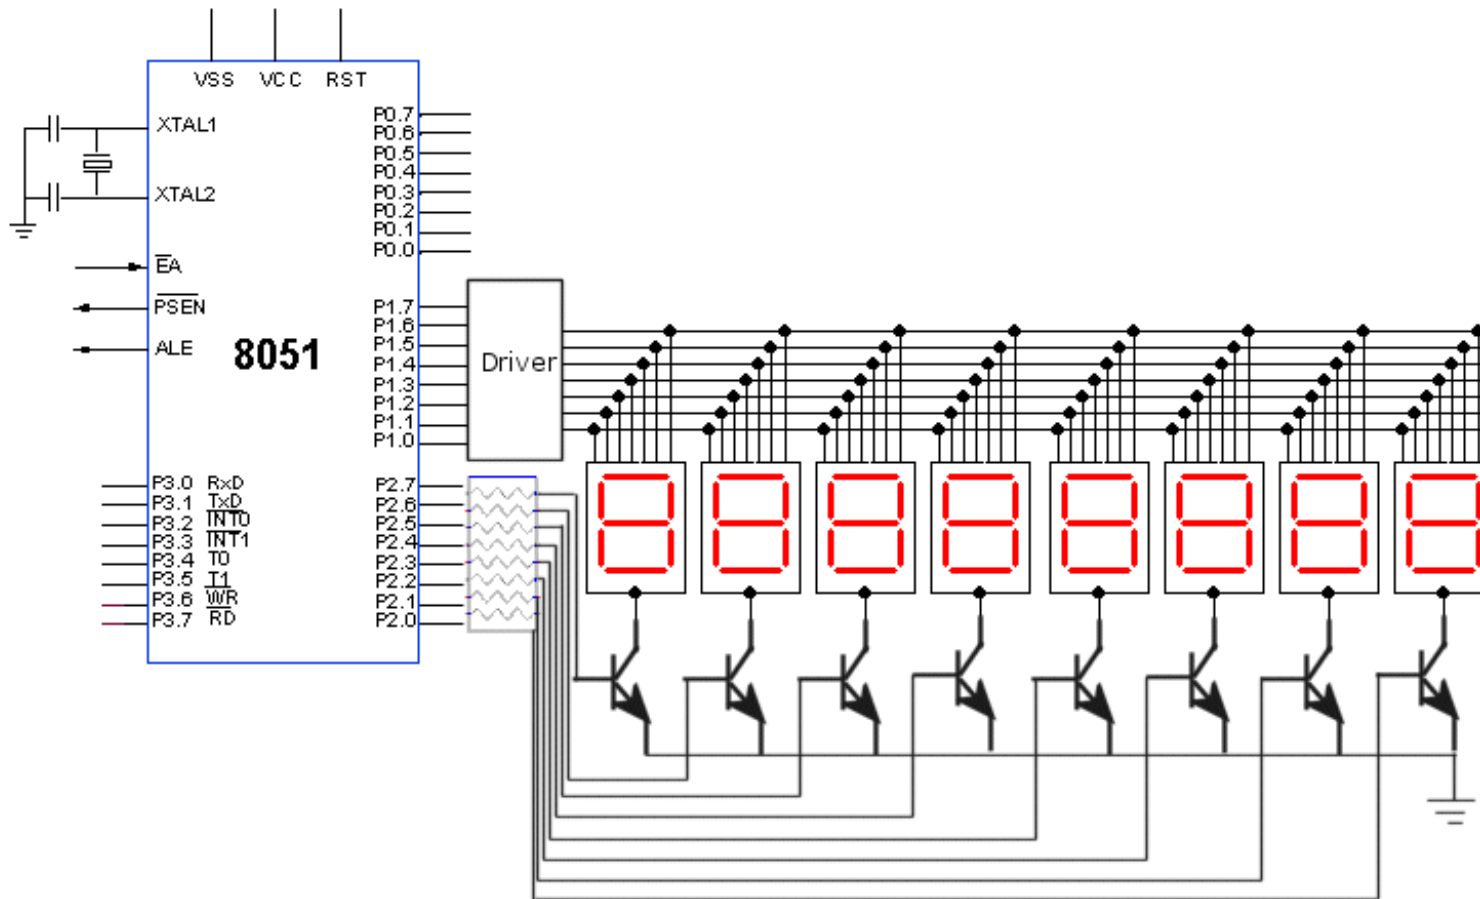 VSS VCC RST
XTAL1
XTAL2
EA
PSEN
ALE
8051
P3.0 RxD
P3.1 TxD
P3.2 INT0
P3.3 INT1
P3.4 T0
P3.5 T1
P3.6 WR
P3.7 RD
P0.7
P0.6
P0.5
P0.4
P0.3
P0.2
P0.1
P0.0
P1.7
P1.6
P1.5
P1.4
P1.3
P1.2
P1.1
P1.0
P2.7
P2.6
P2.5
P2.4
P2.3
P2.2
P2.1
P2.0
Driver